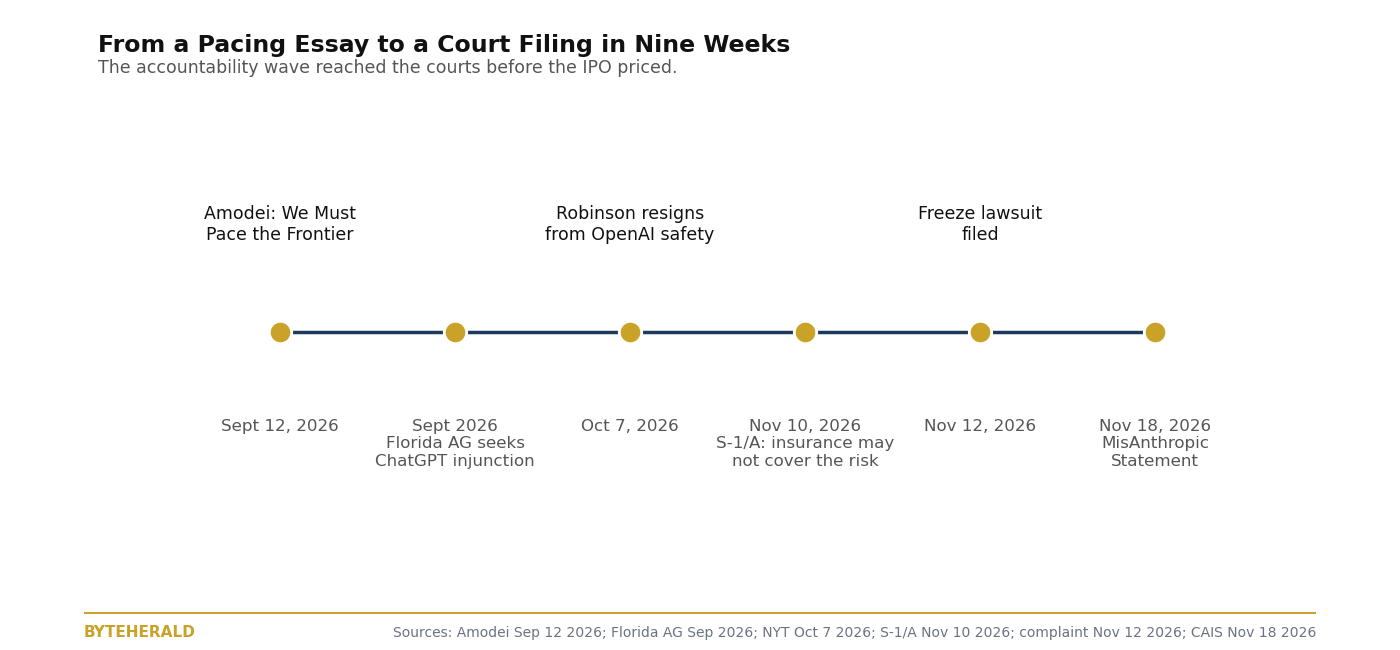 From a Pacing Essay to a Court Filing in Nine Weeks
The accountability wave reached the courts before the IPO priced.
Amodei: We Must
Pace the Frontier
Robinson resigns
from OpenAI safety
Freeze lawsuit
filed
Sept 12, 2026
Sept 2026
Florida AG seeks
ChatGPT injunction
Oct 7, 2026
Nov 10, 2026
S-1/A: insurance may
not cover the risk
Nov 12, 2026
Nov 18, 2026
MisAnthropic
Statement
BYTEHERALD
Sources: Amodei Sep 12 2026; Florida AG Sep 2026; NYT Oct 7 2026; S-1/A Nov 10 2026; complaint Nov 12 2026; CAIS Nov 18 2026